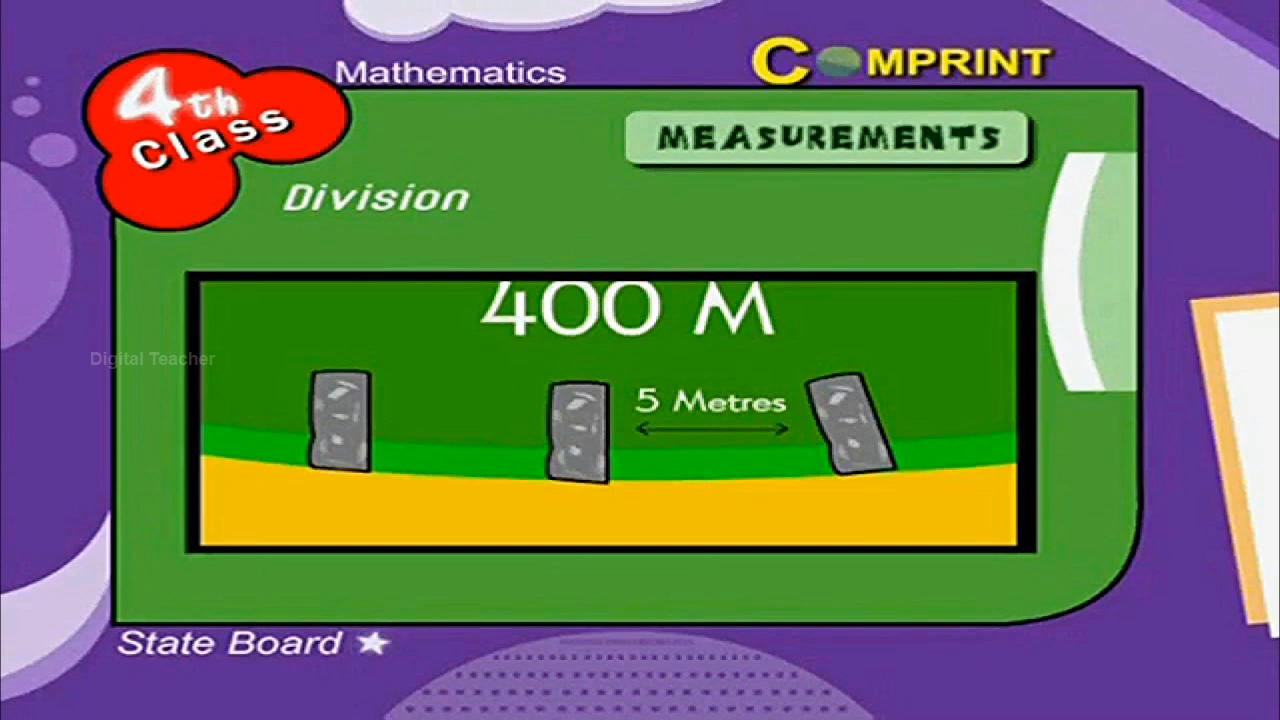 Mathematics
COMPRINT
4th
Class
MEASUREMENTS
Division
400 M
Digital Teacher
5 Metres
State Board